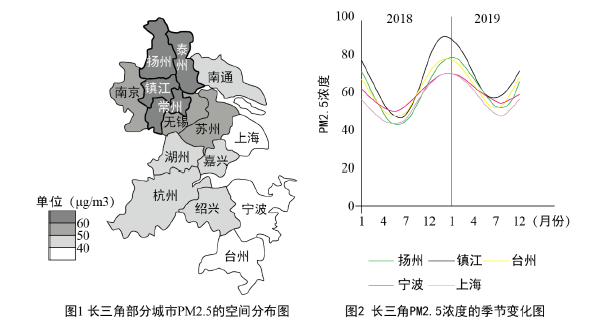 泰州
扬州
南通
南京
镇江
常州
无锡
苏州
上海
湖州
嘉兴
杭州
绍兴
宁波
台州
单位（μg/m3）
60
50
40
图1 长三角部分城市PM2.5的空间分布图
2018 2019
PM2.5浓度
100
80
60
40
20
0
1 4 8 12 1 4 8 12（月份）
扬州 镇江 台州
宁波 上海
图2 长三角PM2.5浓度的季节变化图